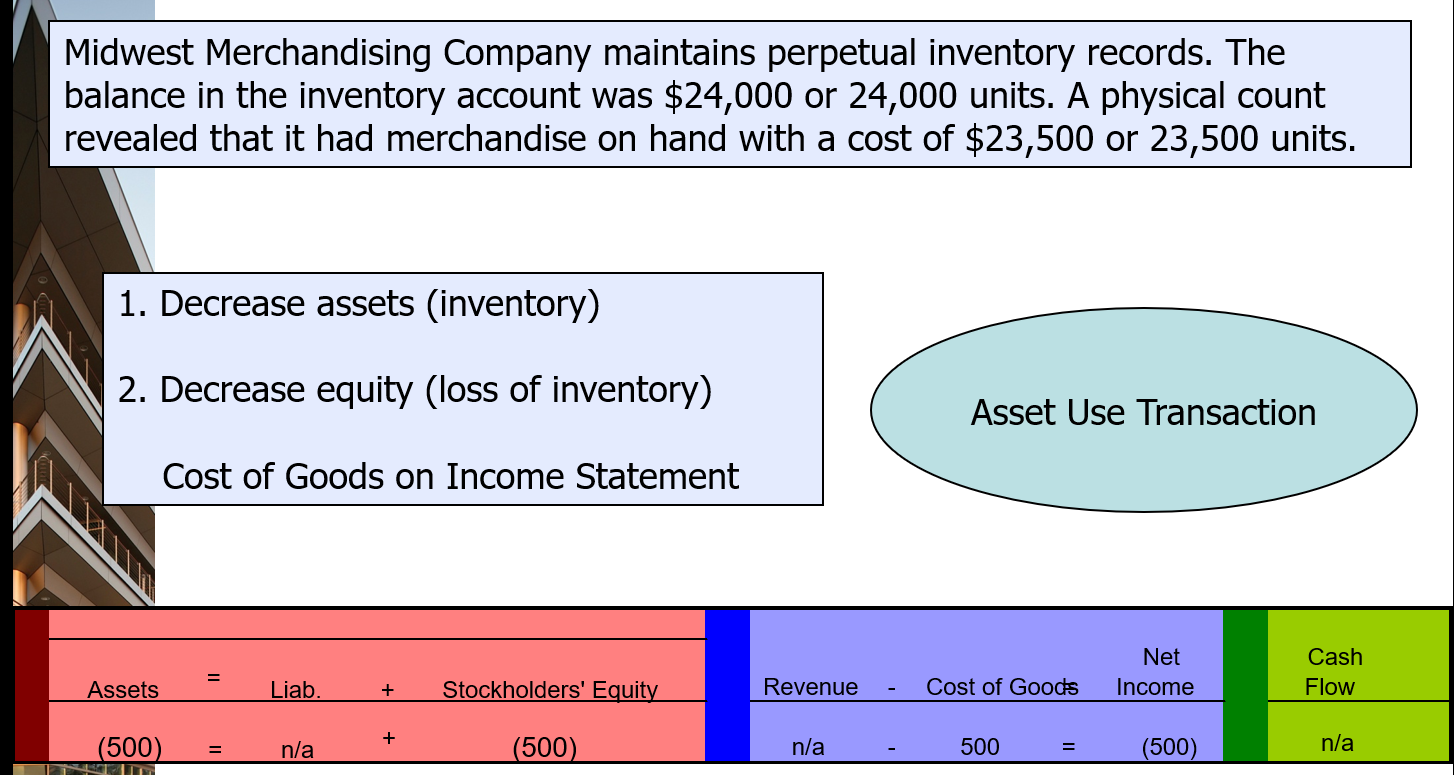 Midwest Merchandising Company maintains perpetual inventory records. The
balance in the inventory account was $24,000 or 24,000 units. A physical count
revealed that it had merchandise on hand with a cost of $23,500 or 23,500 units.
1. Decrease assets (inventory)
2. Decrease equity (loss of inventory)
Cost of Goods on Income Statement
Asset Use Transaction
Net Cash
Assets = Liab. + Stockholders' Equity Revenue - Cost of Goods = Income Flow
(500) = n/a + (500) n/a - 500 = (500) n/a